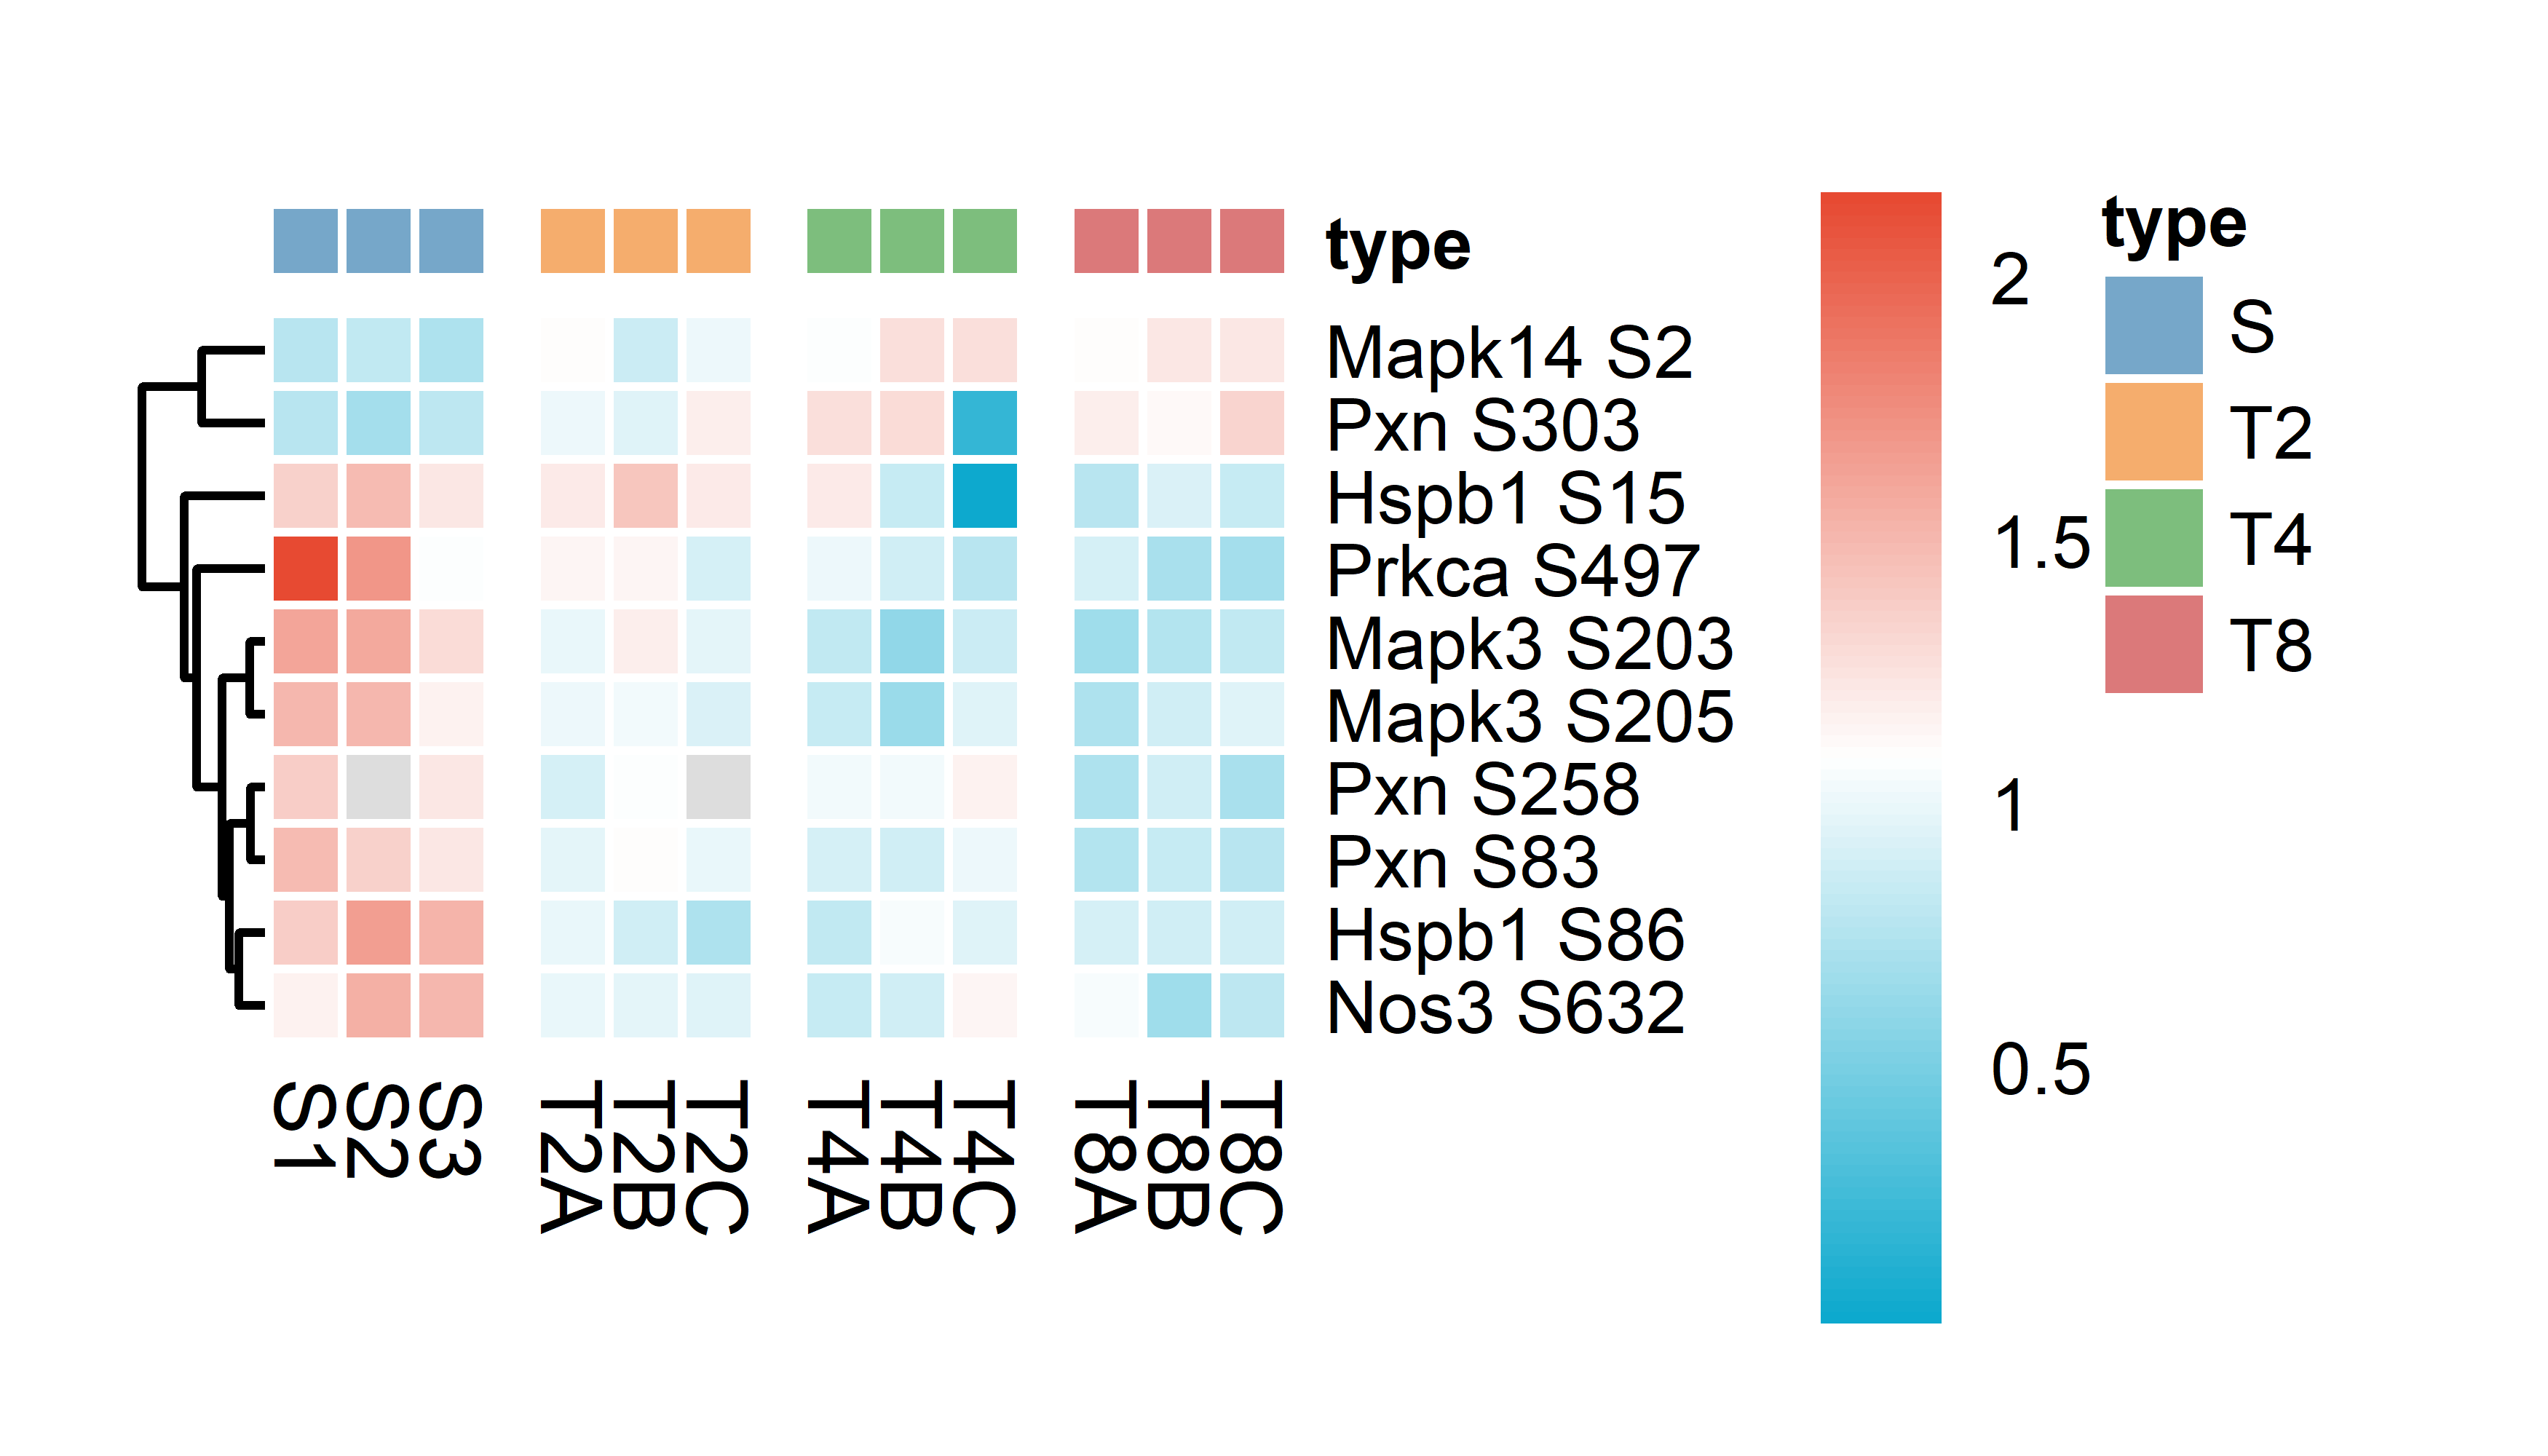 type
Mapk14 S2
Pxn S303
Hspb1 S15
Prkca S497
Mapk3 S203
Mapk3 S205
Pxn S258
Pxn S83
Hspb1 S86
Nos3 S632
S1
S2
S3
T2A
T2B
T2C
T4A
T4B
T4C
T8A
T8B
T8C
2
1.5
1
0.5
type
S
T2
T4
T8